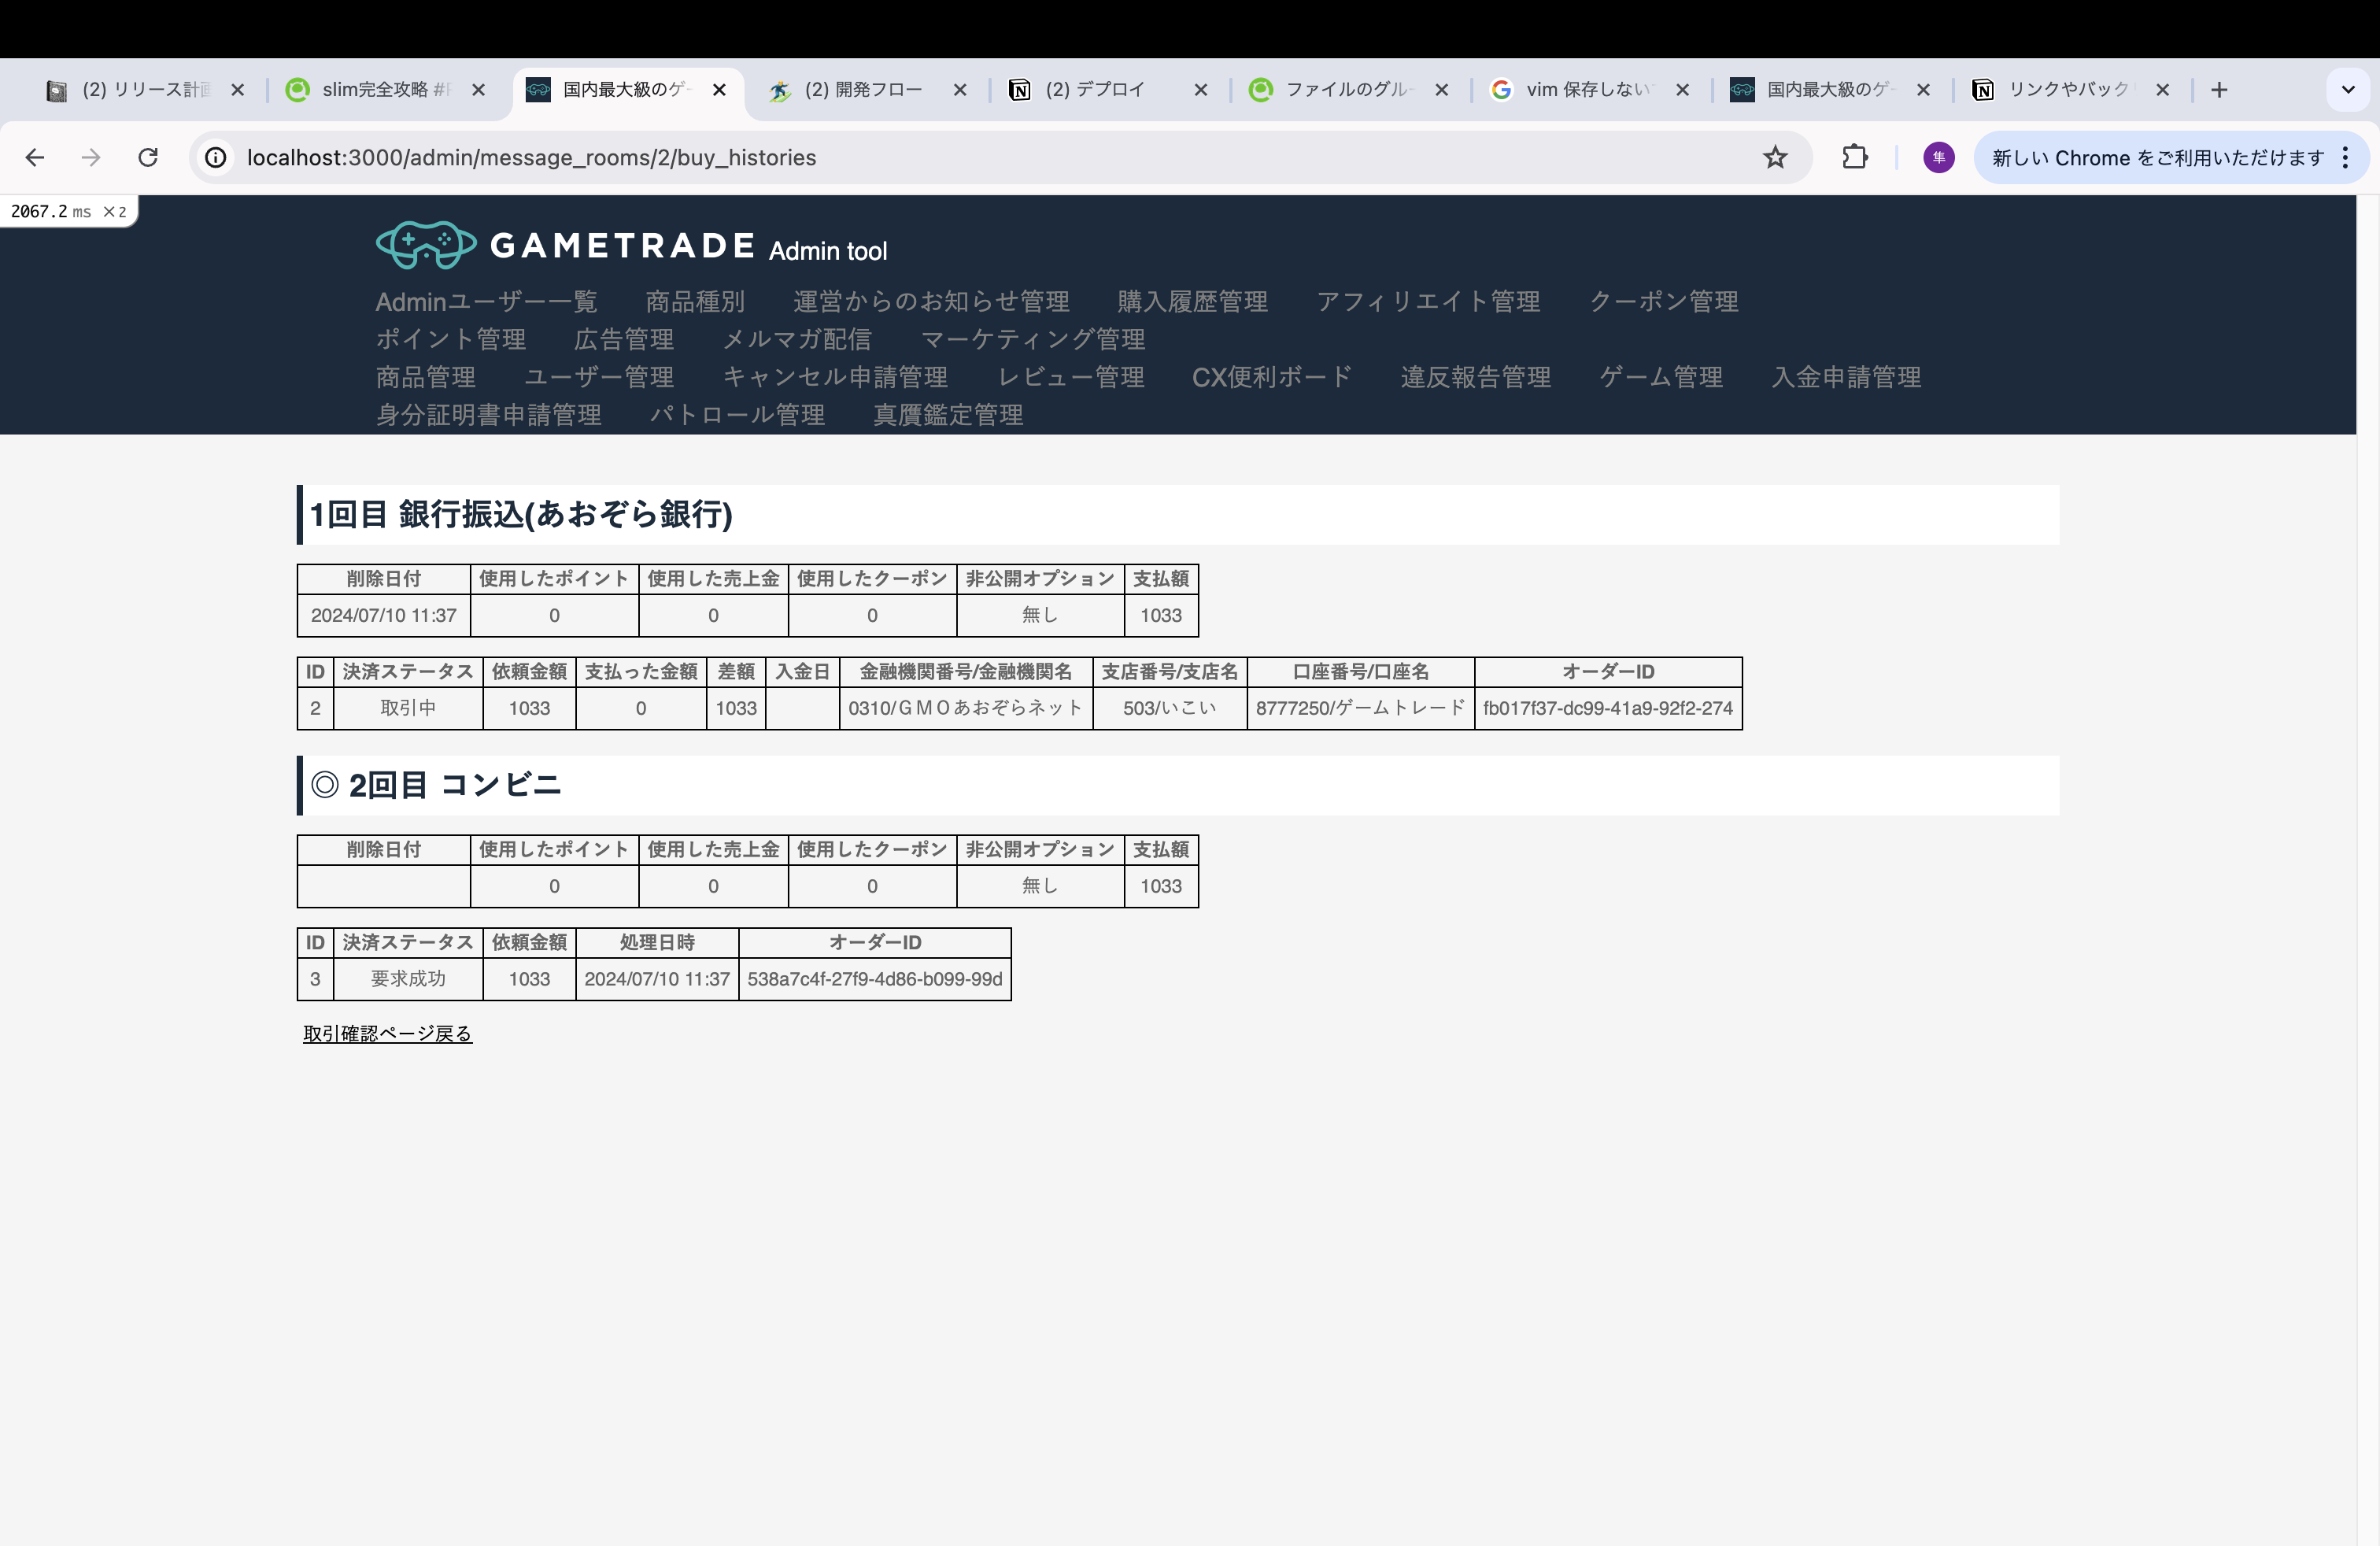 (2) リリース計画
slim完全攻略 #
国内最大級のゲー
(2) 開発フロー
(2) デプロイ
ファイルのグルー
vim 保存しない
国内最大級のゲー
リンクやバック
localhost:3000/admin/message_rooms/2/buy_histories
隼
新しい Chrome をご利用いただけます
2067.2 ms ×2
GAMETRADE Admin tool
Adminユーザー一覧 商品種別 運営からのお知らせ管理 購入履歴管理 アフィリエイト管理 クーポン管理
ポイント管理 広告管理 メルマガ配信 マーケティング管理
商品管理 ユーザー管理 キャンセル申請管理 レビュー管理 CX便利ボード 違反報告管理 ゲーム管理 入金申請管理
身分証明書申請管理 パトロール管理 真贋鑑定管理
1回目 銀行振込(あおぞら銀行)
削除日付 使用したポイント 使用した売上金 使用したクーポン 非公開オプション 支払額
2024/07/10 11:37 0 0 0 無し 1033
ID 決済ステータス 依頼金額 支払った金額 差額 入金日 金融機関番号/金融機関名 支店番号/支店名 口座番号/口座名 オーダーID
2 取引中 1033 0 1033 0310/ＧＭＯあおぞらネット 503/いこい 8777250/ゲームトレード fb017f37-dc99-41a9-92f2-274
◎ 2回目 コンビニ
削除日付 使用したポイント 使用した売上金 使用したクーポン 非公開オプション 支払額
0 0 0 無し 1033
ID 決済ステータス 依頼金額 処理日時 オーダーID
3 要求成功 1033 2024/07/10 11:37 538a7c4f-27f9-4d86-b099-99d
取引確認ページ戻る